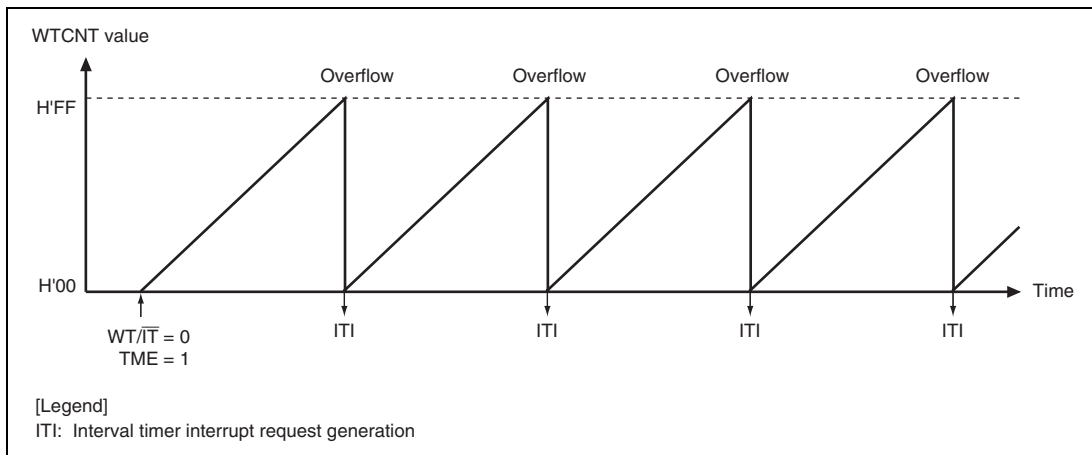 WTCNT value
Overflow Overflow Overflow Overflow
H'FF
H'00
Time
WT/I̅T̅ = 0
TME = 1
ITI ITI ITI ITI
[Legend]
ITI: Interval timer interrupt request generation